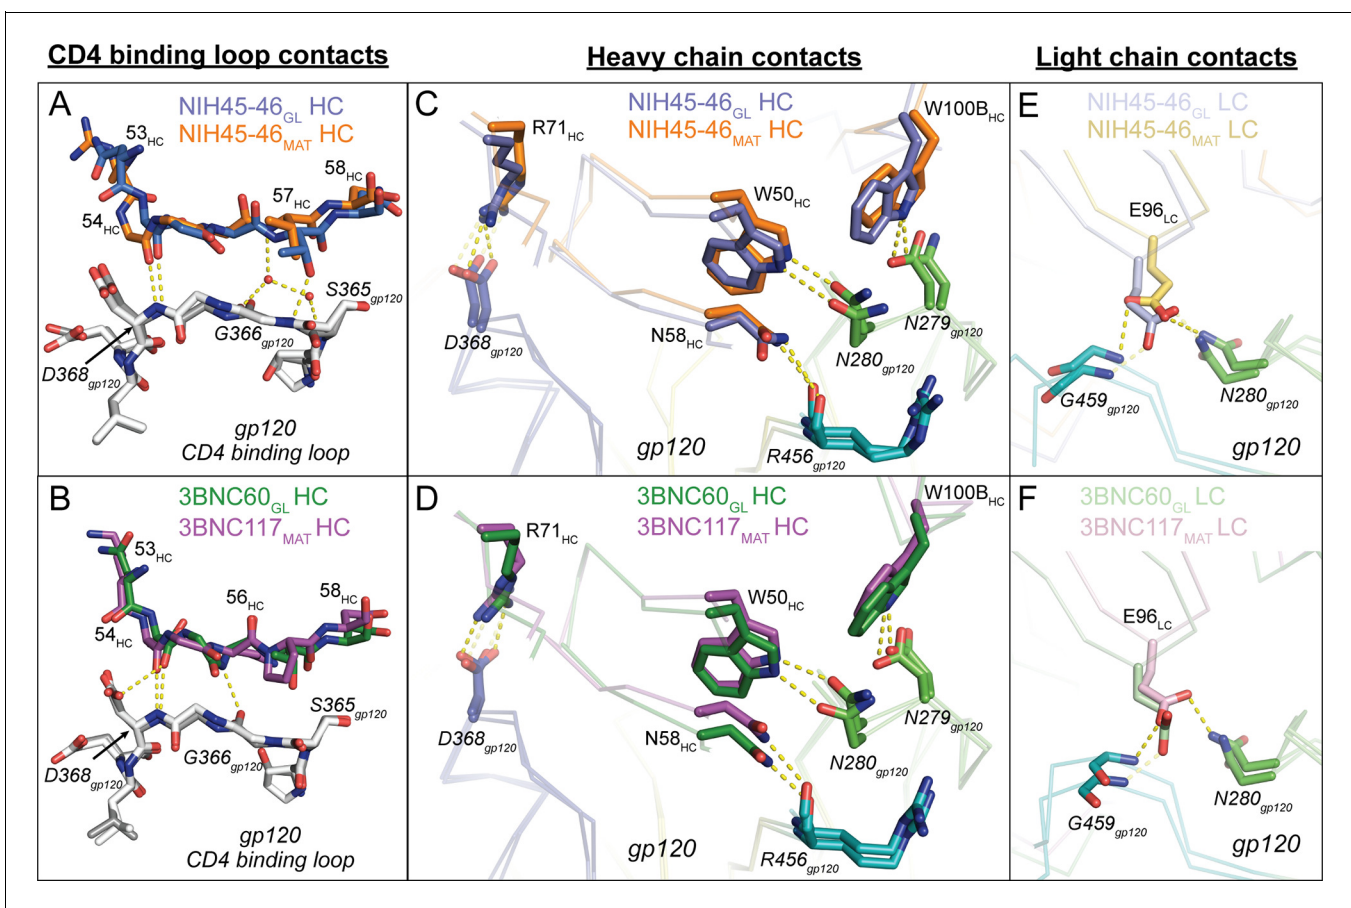 CD4 binding loop contacts
Heavy chain contacts
Light chain contacts
A
NIH45-46GL HC
NIH45-46MAT HC
53HC
54HC
57HC
58HC
S365gp120
G366gp120
D368gp120
gp120
CD4 binding loop
C
NIH45-46GL HC
NIH45-46MAT HC
R71HC
W50HC
W100BHC
D368gp120
N58HC
N279gp120
N280gp120
R456gp120
gp120
E
NIH45-46GL LC
NIH45-46MAT LC
E96LC
G459gp120
N280gp120
gp120
B
3BNC60GL HC
3BNC117MAT HC
53HC
54HC
56HC
58HC
S365gp120
G366gp120
D368gp120
gp120
CD4 binding loop
D
3BNC60GL HC
3BNC117MAT HC
R71HC
W50HC
W100BHC
D368gp120
N58HC
N279gp120
N280gp120
R456gp120
gp120
F
3BNC60GL LC
3BNC117MAT LC
E96LC
G459gp120
N280gp120
gp120